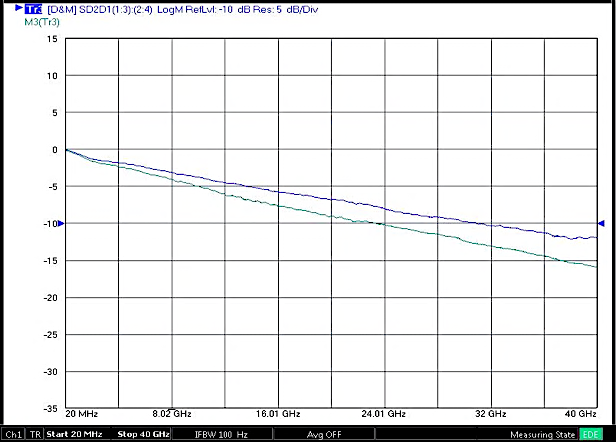 Tr3 [D&M] SD2D1(1:3):(2:4) LogM RefLvl: -10 dB Res: 5 dB/Div
M3(Tr3)
15
10
5
0
-5
-10
-15
-20
-25
-30
-35
20 MHz 8.02 GHz 16.01 GHz 24.01 GHz 32 GHz 40 GHz
Ch1 TR Start 20 MHz Stop 40 GHz IFBW 100 Hz Avg OFF Measuring State EDE